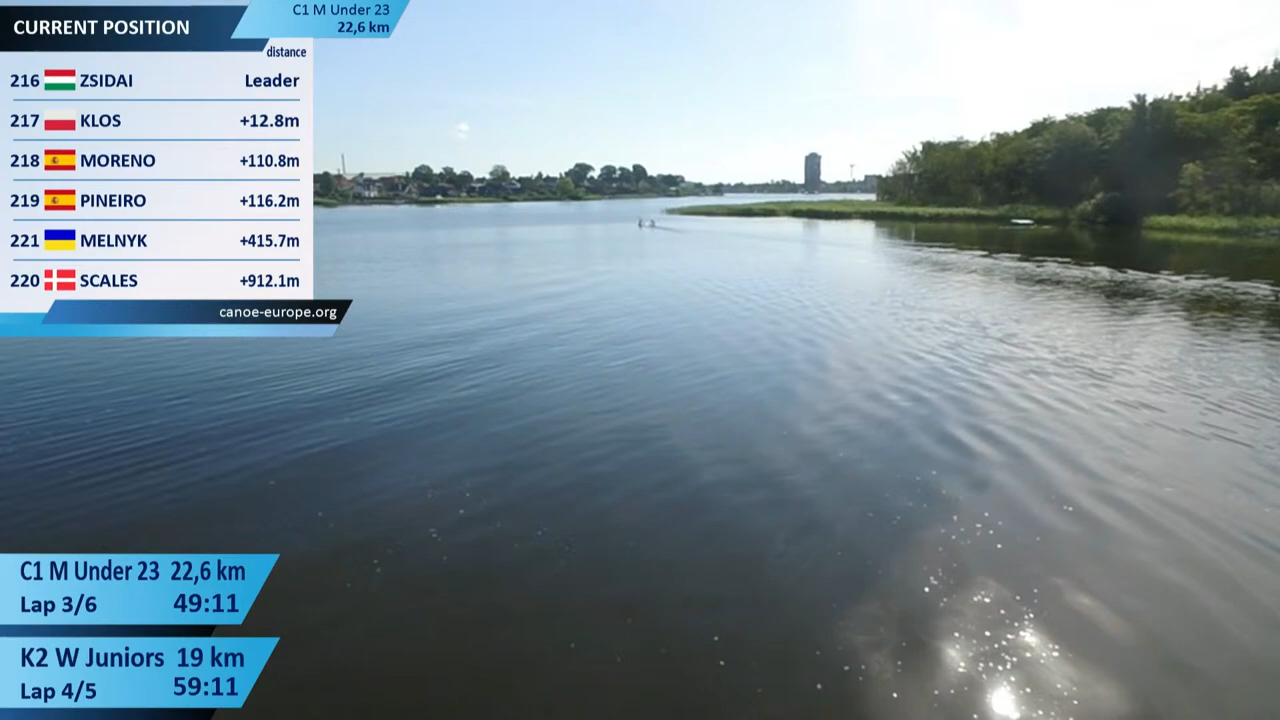 CURRENT POSITION
C1 M Under 23
22,6 km
distance
216 ZSIDAI Leader
217 KLOS +12.8m
218 MORENO +110.8m
219 PINEIRO +116.2m
221 MELNYK +415.7m
220 SCALES +912.1m
canoe-europe.org
C1 M Under 23 22,6 km
Lap 3/6 49:11
K2 W Juniors 19 km
Lap 4/5 59:11